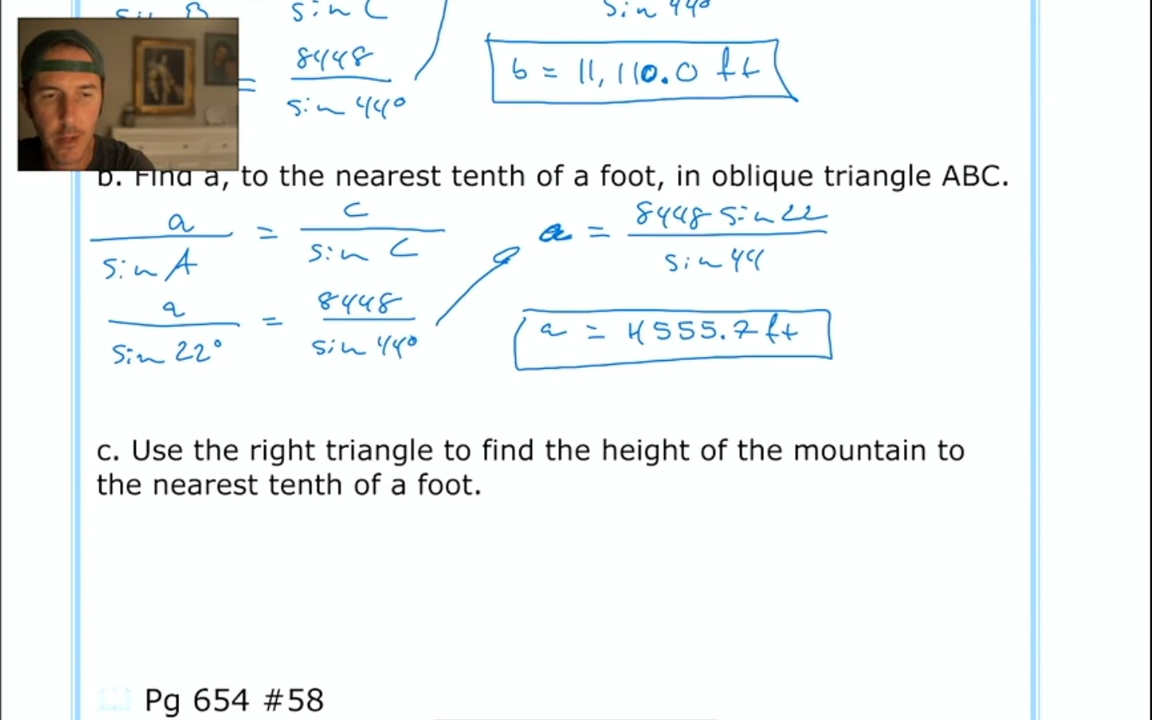 sin C
sin 44°
= 8448 / sin 44°
b = 11,110.0 ft
b. Find a, to the nearest tenth of a foot, in oblique triangle ABC.
a / sin A = c / sin C
a = 8448 sin 22 / sin 44
a / sin 22° = 8448 / sin 44°
a = 4555.7 ft
c. Use the right triangle to find the height of the mountain to
the nearest tenth of a foot.
Pg 654 #58